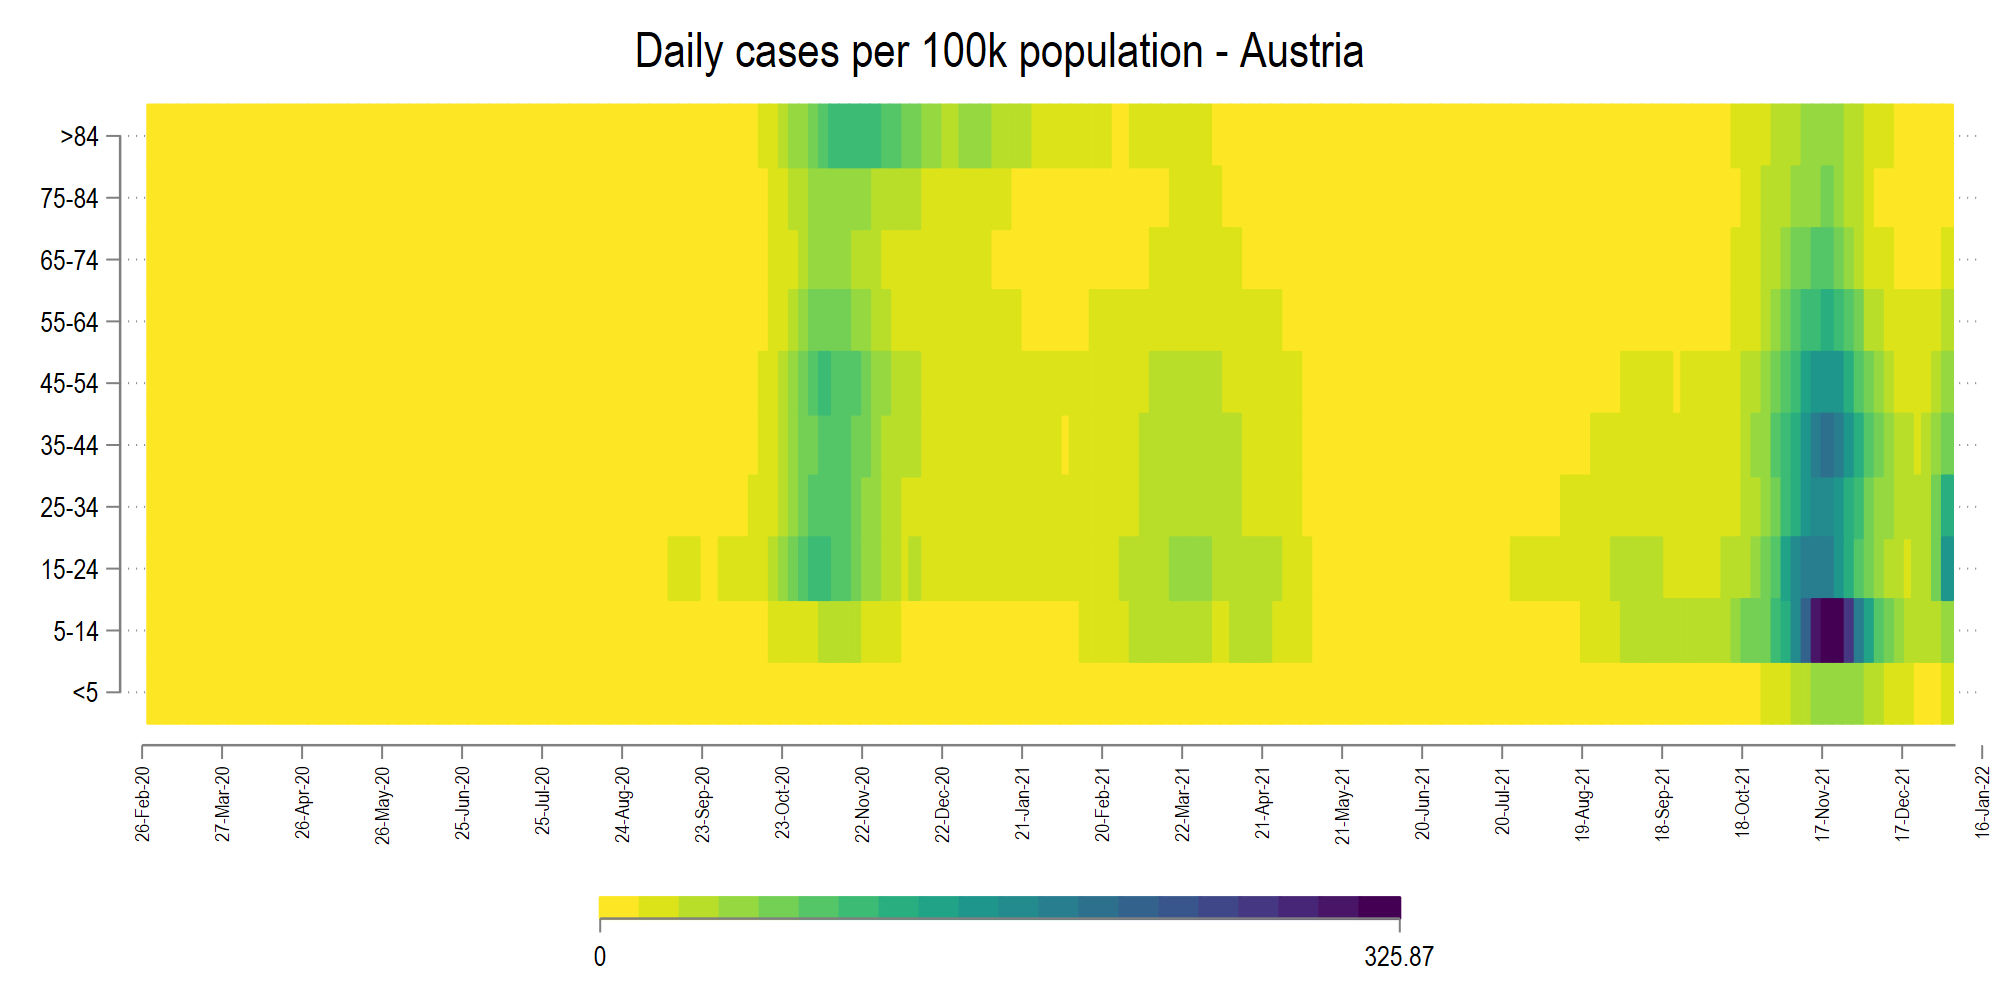 Daily cases per 100k population - Austria
>84
75-84
65-74
55-64
45-54
35-44
25-34
15-24
5-14
<5
26-Feb-20
27-Mar-20
26-Apr-20
26-May-20
25-Jun-20
25-Jul-20
24-Aug-20
23-Sep-20
23-Oct-20
22-Nov-20
22-Dec-20
21-Jan-21
20-Feb-21
22-Mar-21
21-Apr-21
21-May-21
20-Jun-21
20-Jul-21
19-Aug-21
18-Sep-21
18-Oct-21
17-Nov-21
17-Dec-21
16-Jan-22
0
325.87